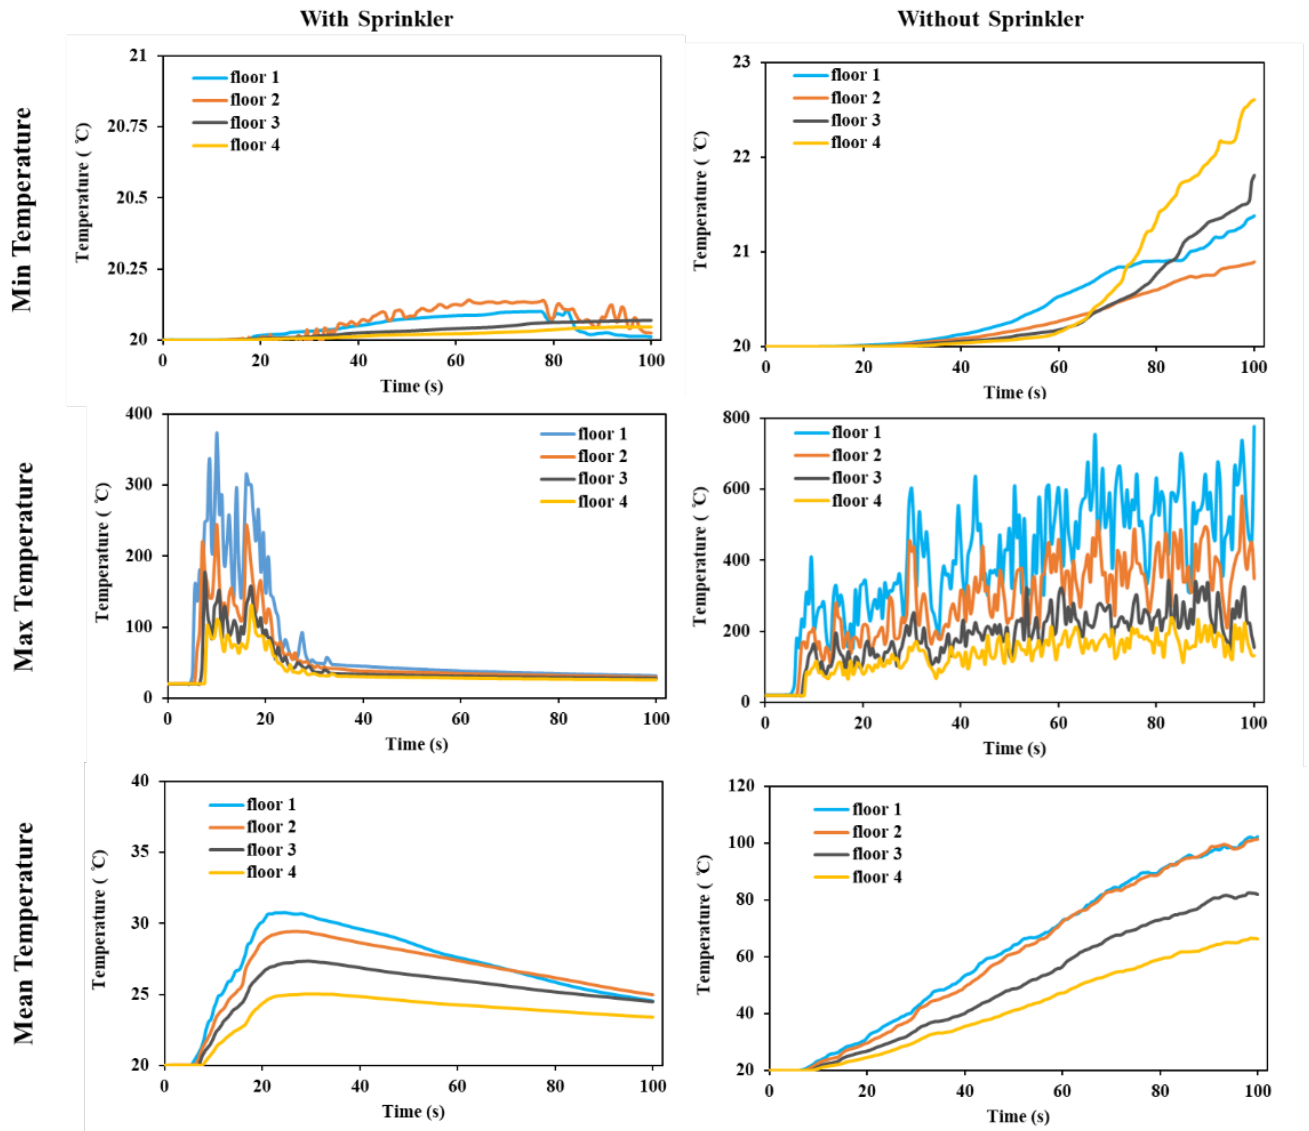 With Sprinkler
Without Sprinkler
Min Temperature
21
20.75
20.5
20.25
20
Temperature ( ℃)
floor 1
floor 2
floor 3
floor 4
0
20
40
60
80
100
Time (s)
23
22
21
20
Temperature ( ℃)
floor 1
floor 2
floor 3
floor 4
0
20
40
60
80
100
Time (s)
Max Temperature
400
300
200
100
0
Temperature ( ℃)
floor 1
floor 2
floor 3
floor 4
0
20
40
60
80
100
Time (s)
800
600
400
200
0
Temperature ( ℃)
floor 1
floor 2
floor 3
floor 4
0
20
40
60
80
100
Time (s)
Mean Temperature
40
35
30
25
20
Temperature ( ℃)
floor 1
floor 2
floor 3
floor 4
0
20
40
60
80
100
Time (s)
120
100
80
60
40
20
Temperature ( ℃)
floor 1
floor 2
floor 3
floor 4
0
20
40
60
80
100
Time (s)